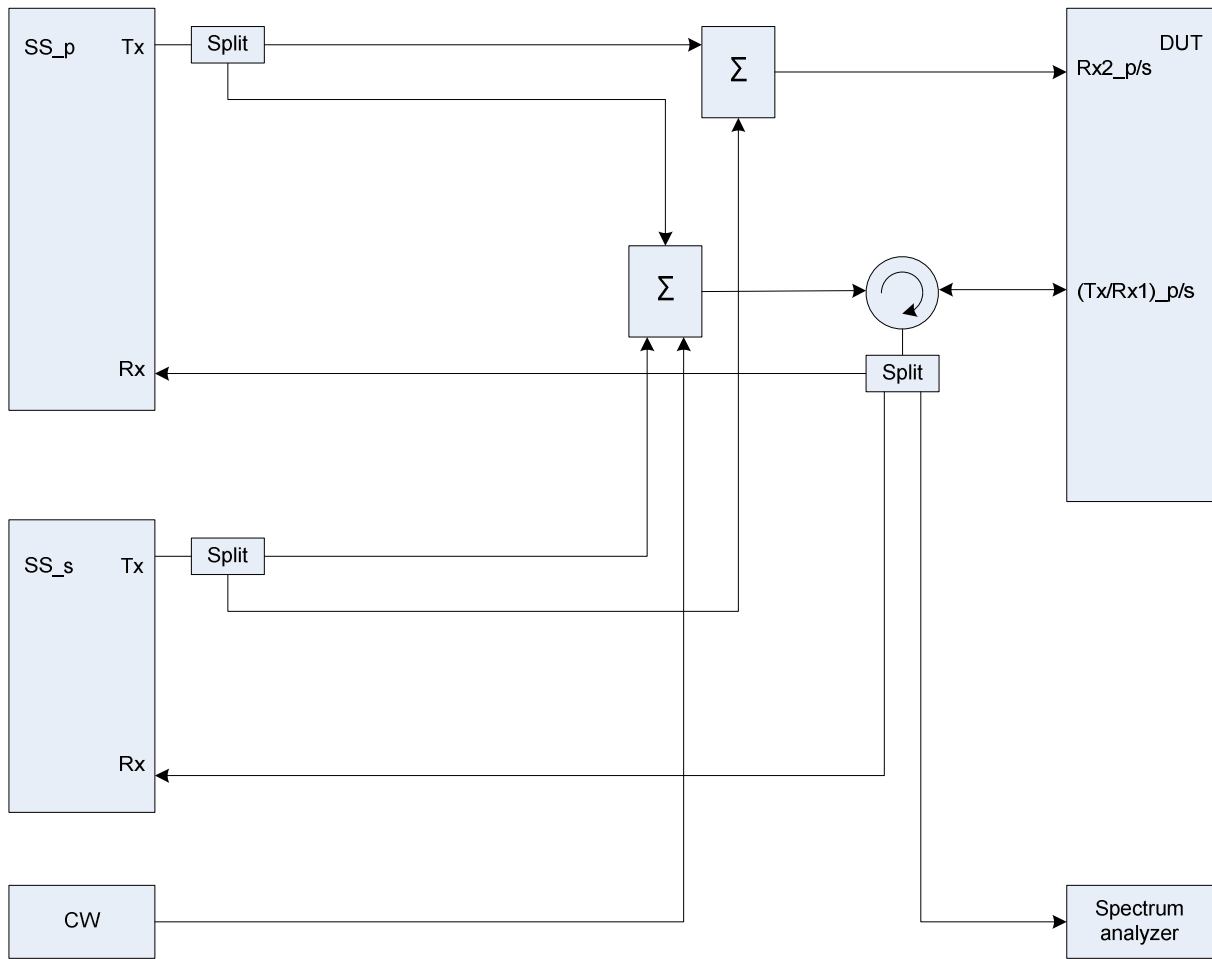 SS_p
Tx
Split
Σ
DUT
Rx2_p/s
Σ
(Tx/Rx1)_p/s
Rx
Split
SS_s
Tx
Split
Rx
CW
Spectrum
analyzer